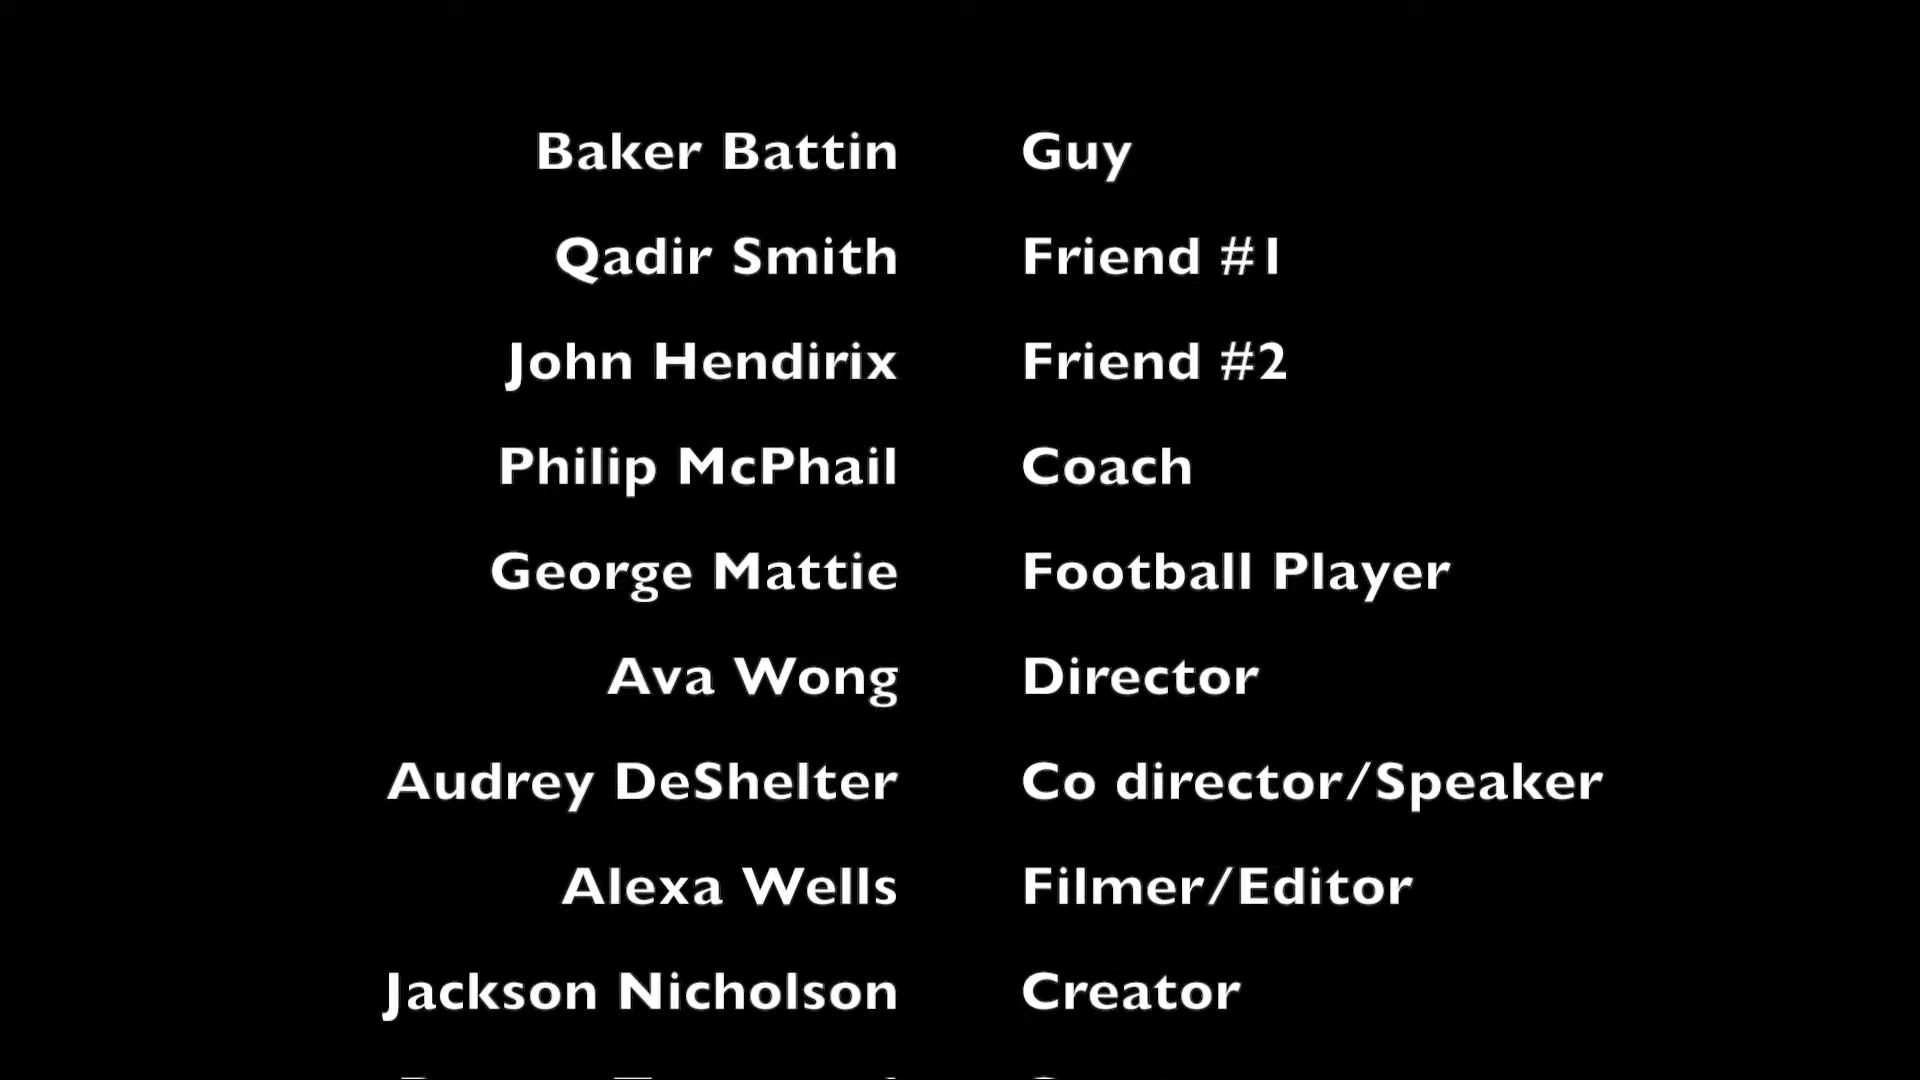 Baker Battin Guy
Qadir Smith Friend #1
John Hendirix Friend #2
Philip McPhail Coach
George Mattie Football Player
Ava Wong Director
Audrey DeShelter Co director/Speaker
Alexa Wells Filmer/Editor
Jackson Nicholson Creator